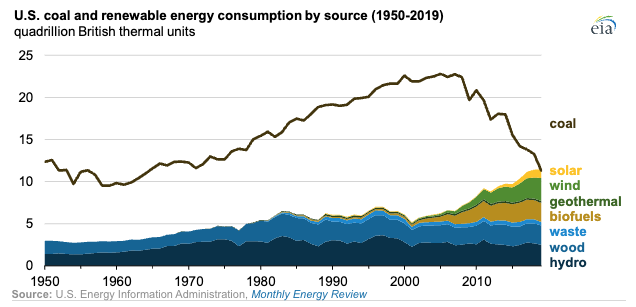 U.S. coal and renewable energy consumption by source (1950-2019)
quadrillion British thermal units
eia
25
20
15
10
5
0
1950
1960
1970
1980
1990
2000
2010
coal
solar
wind
geothermal
biofuels
waste
wood
hydro
Source: U.S. Energy Information Administration, Monthly Energy Review